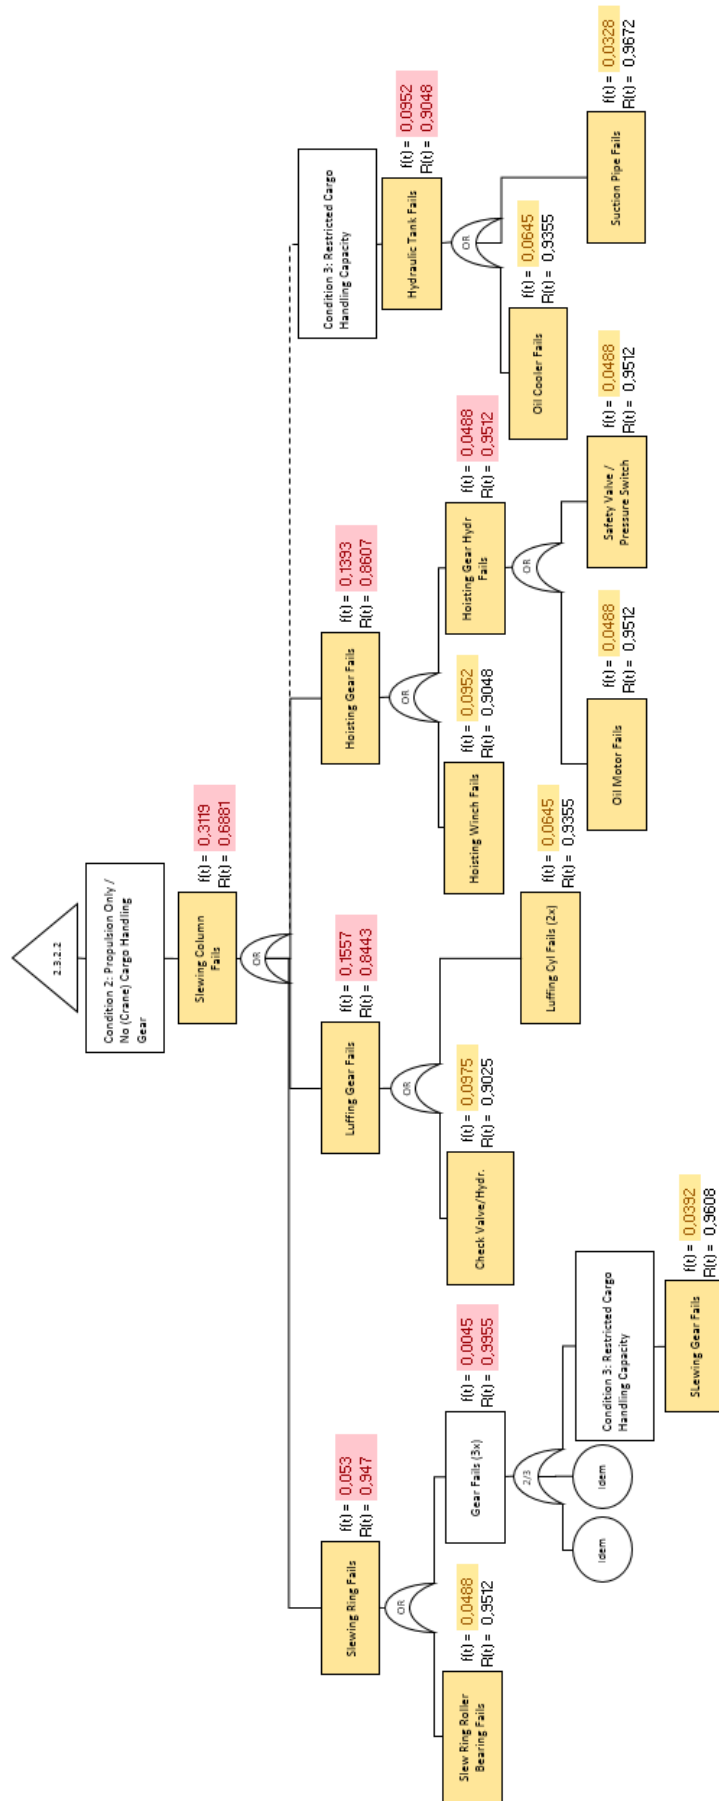 2.3.2.2
Condition 2: Propulsion Only /
No (Crane) Cargo Handling
Gear
Slewing Column
Fails
f(t) = 0,3119
R(t) = 0,6881
OR
Slewing Ring Fails
f(t) = 0,053
R(t) = 0,947
OR
Slew Ring Roller
Bearing Fails
f(t) = 0,0488
R(t) = 0,9512
Gear Fails (3x)
f(t) = 0,0045
R(t) = 0,9955
2/3
Idem
Idem
Condition 3: Restricted Cargo
Handling Capacity
SLewing Gear Fails
f(t) = 0,0392
R(t) = 0,9608
Luffing Gear Fails
f(t) = 0,1557
R(t) = 0,8443
OR
Check Valve/Hydr.
f(t) = 0,0975
R(t) = 0,9025
Luffing Cyl Fails (2x)
f(t) = 0,0645
R(t) = 0,9355
Hoisting Gear Fails
f(t) = 0,1393
R(t) = 0,8607
OR
Hoisting Winch Fails
f(t) = 0,0952
R(t) = 0,9048
Hoisting Gear Hydr
Fails
f(t) = 0,0488
R(t) = 0,9512
OR
Oil Motor Fails
f(t) = 0,0488
R(t) = 0,9512
Safety Valve /
Pressure Switch
f(t) = 0,0488
R(t) = 0,9512
Condition 3: Restricted Cargo
Handling Capacity
Hydraulic Tank Fails
f(t) = 0,0952
R(t) = 0,9048
OR
Oil Cooler Fails
f(t) = 0,0645
R(t) = 0,9355
Suction Pipe Fails
f(t) = 0,0328
R(t) = 0,9672